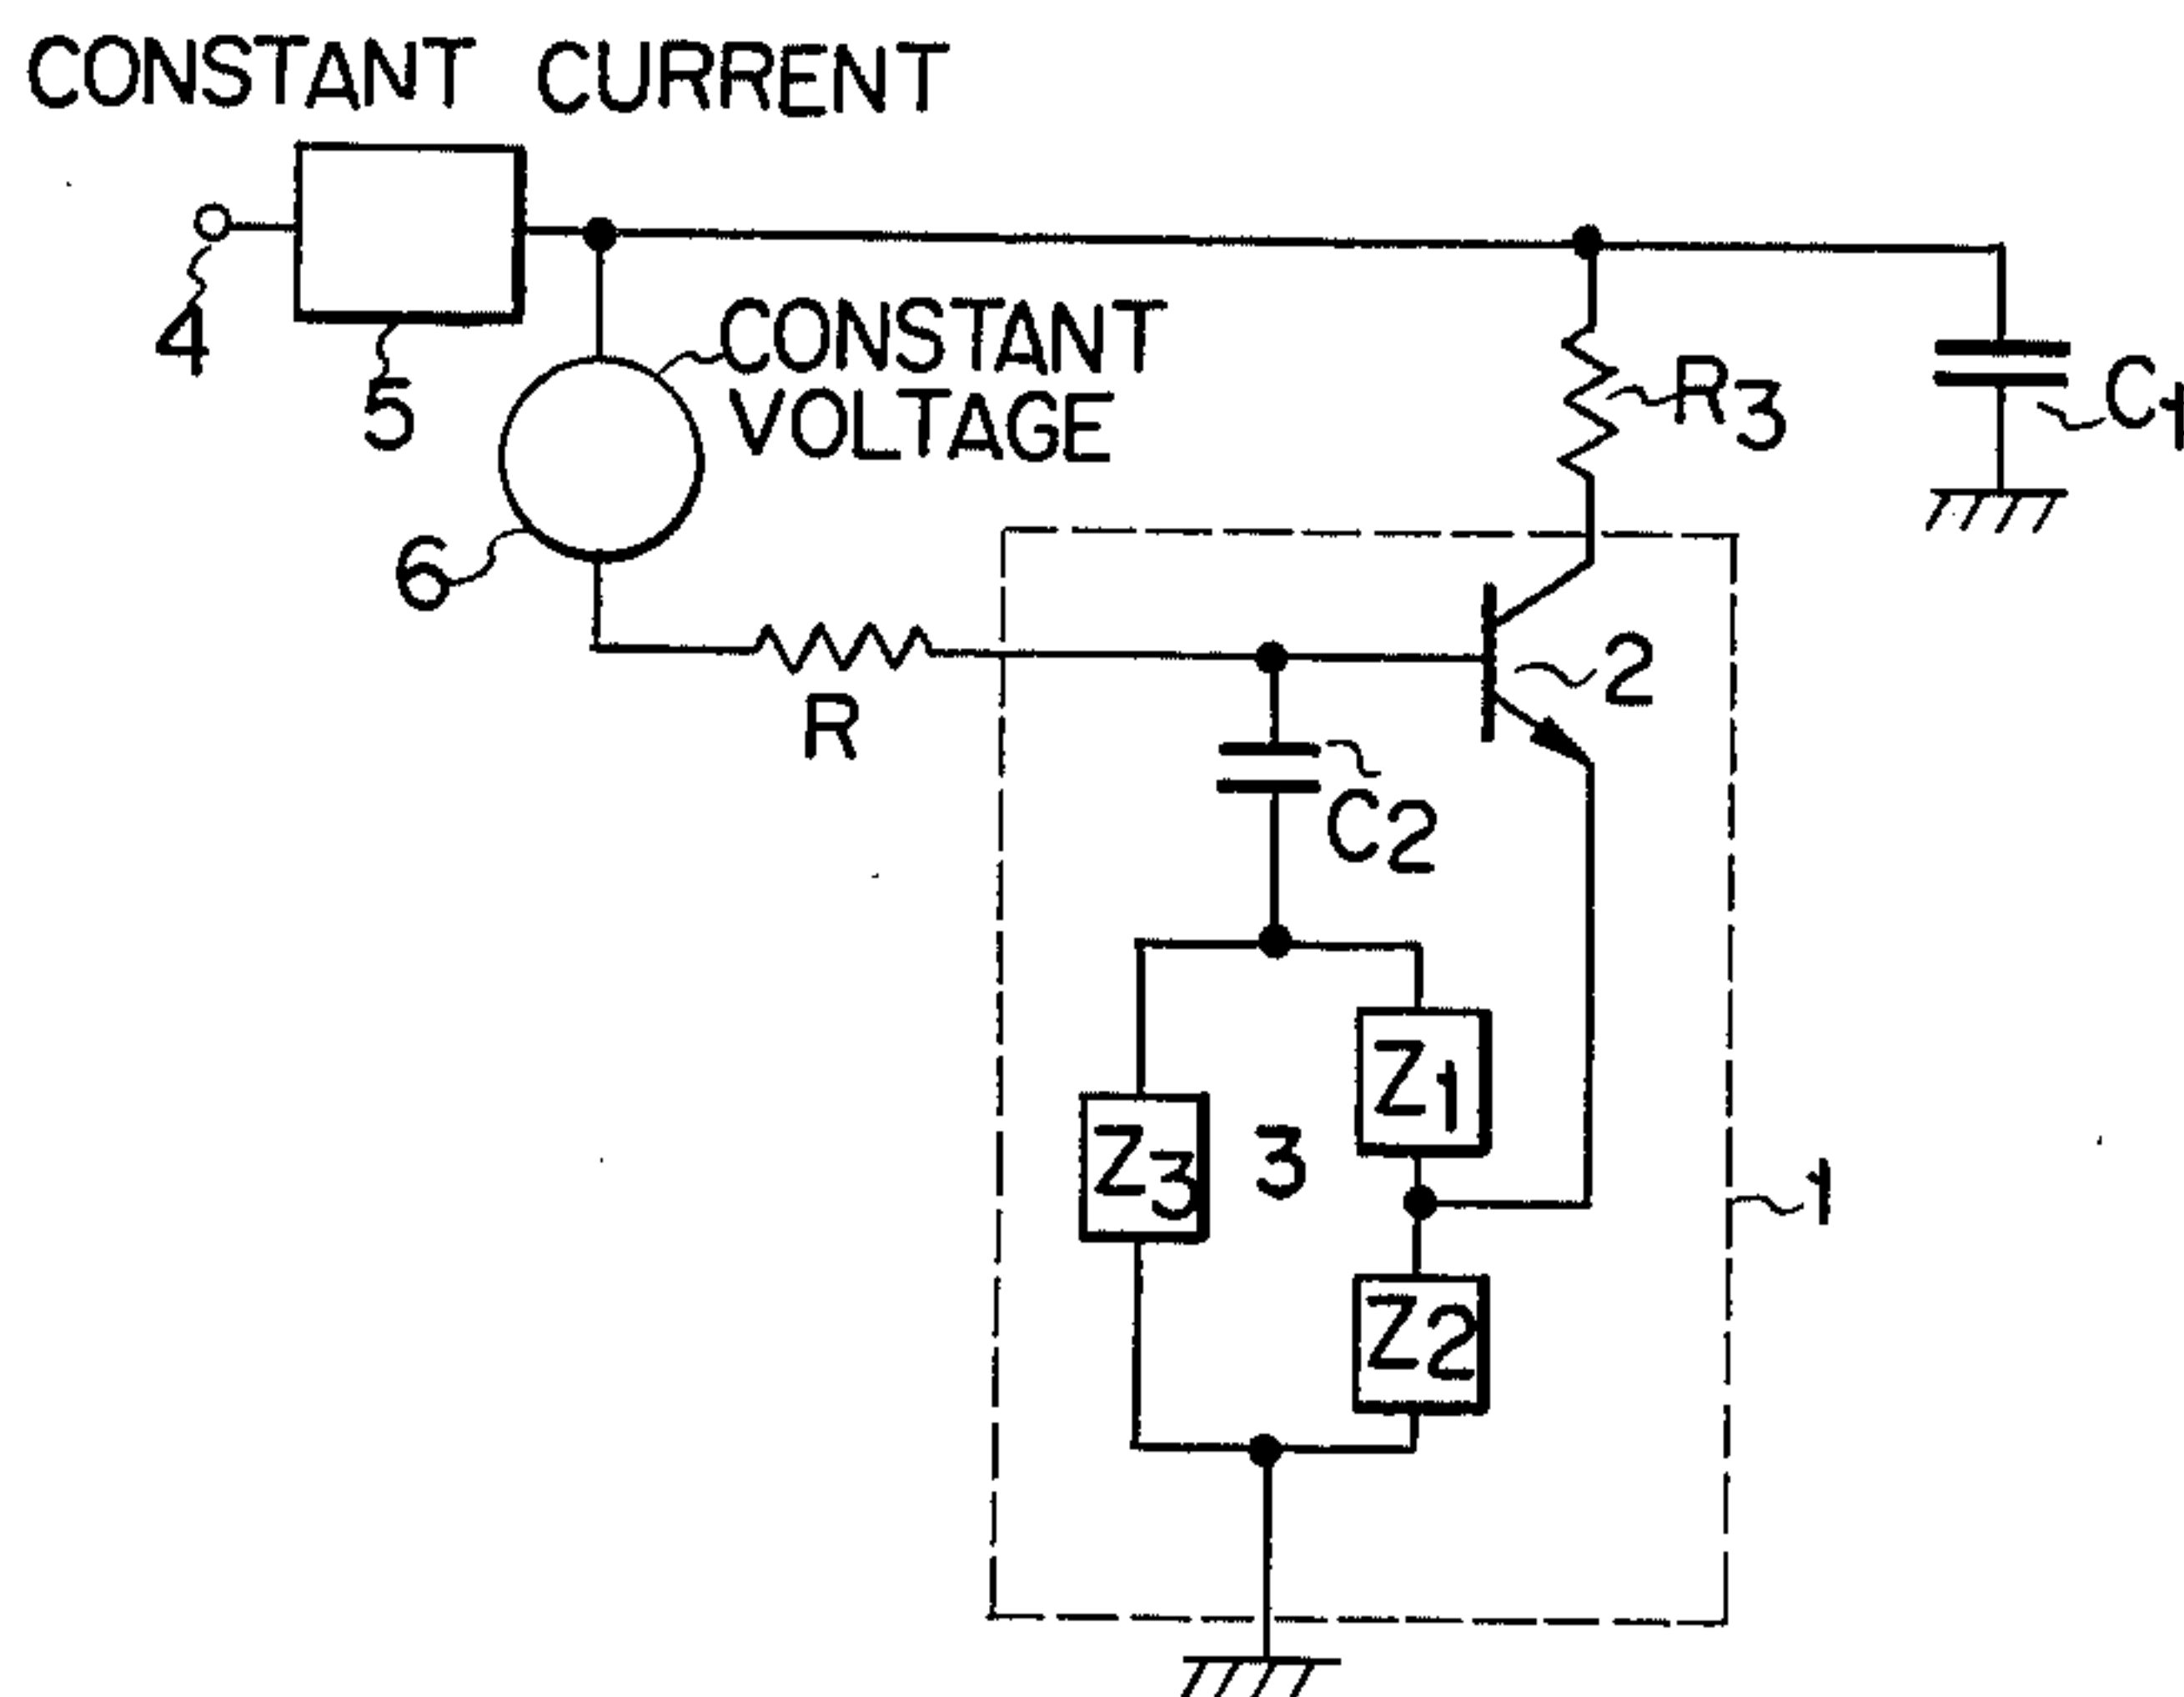 CONSTANT CURRENT
4
5
CONSTANT
VOLTAGE
6
R3
C1
R
2
C2
Z1
Z3
3
1
Z2